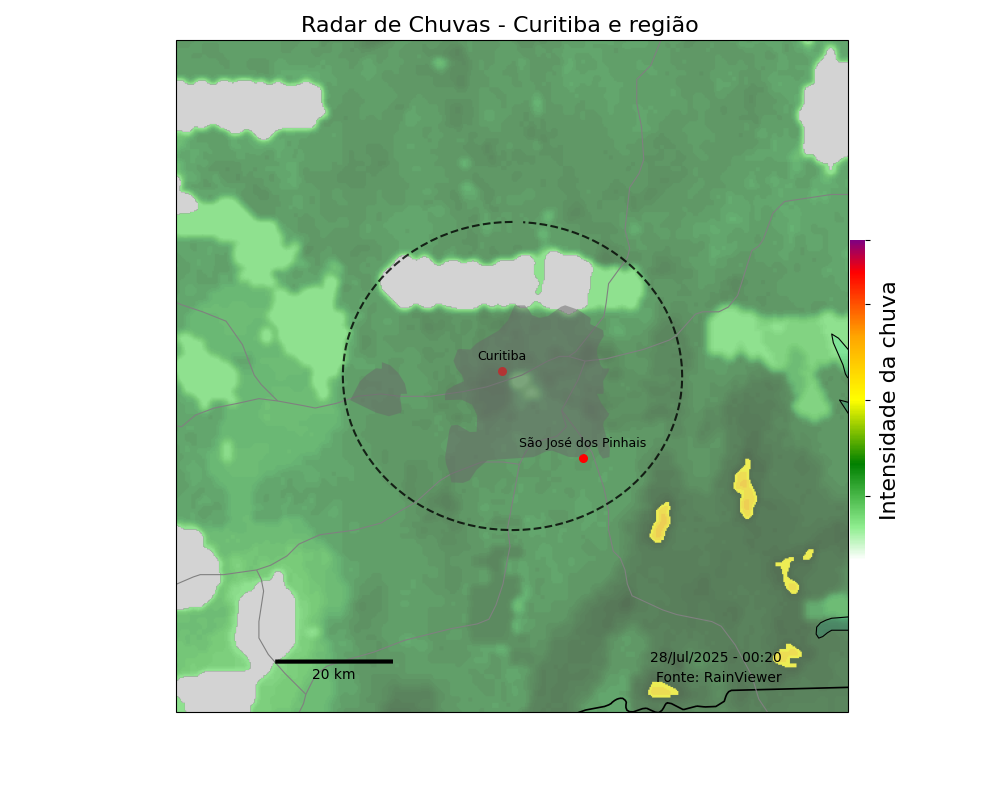 Radar de Chuvas - Curitiba e região
Curitiba
São José dos Pinhais
Intensidade da chuva
28/Jul/2025 - 00:20
Fonte: RainViewer
20 km